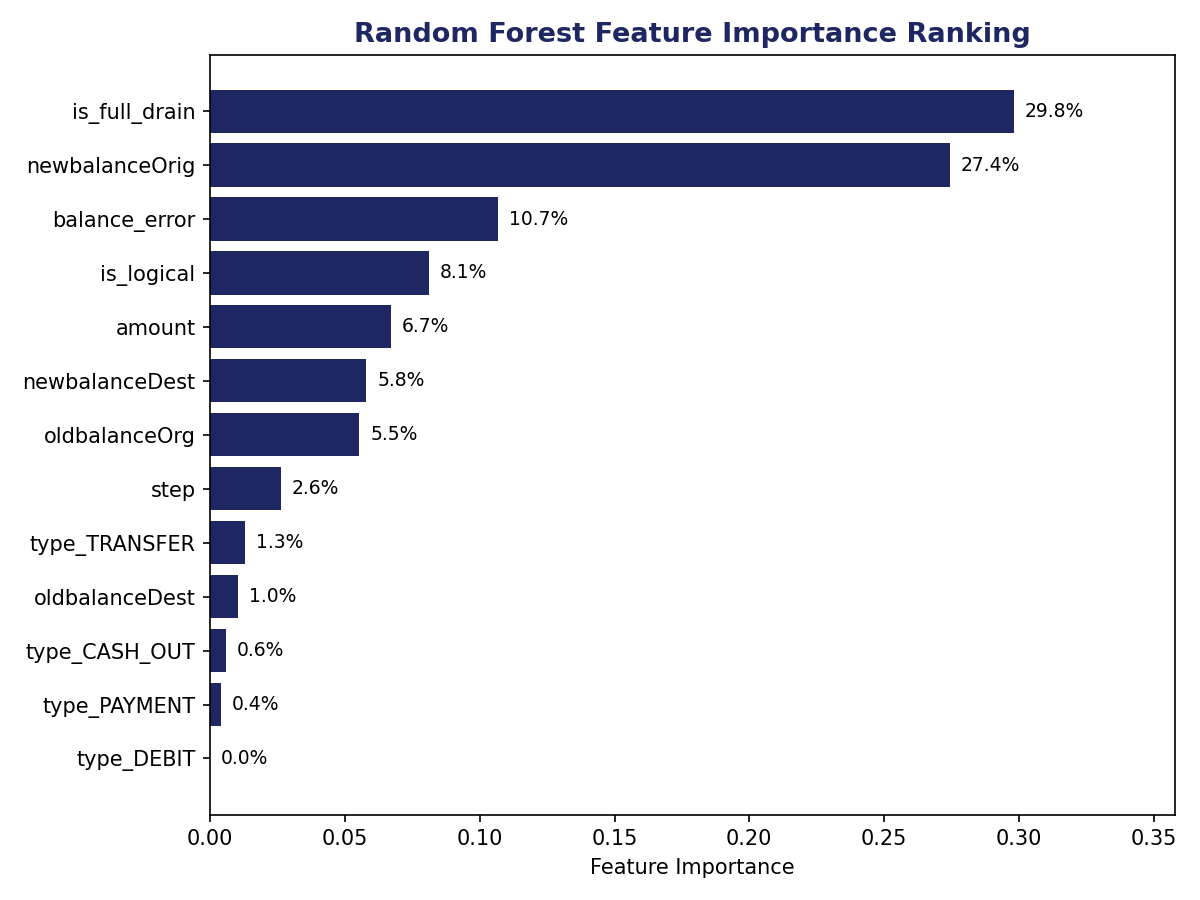 Random Forest Feature Importance Ranking
is_full_drain 29.8%
newbalanceOrig 27.4%
balance_error 10.7%
is_logical 8.1%
amount 6.7%
newbalanceDest 5.8%
oldbalanceOrg 5.5%
step 2.6%
type_TRANSFER 1.3%
oldbalanceDest 1.0%
type_CASH_OUT 0.6%
type_PAYMENT 0.4%
type_DEBIT 0.0%
0.00 0.05 0.10 0.15 0.20 0.25 0.30 0.35
Feature Importance